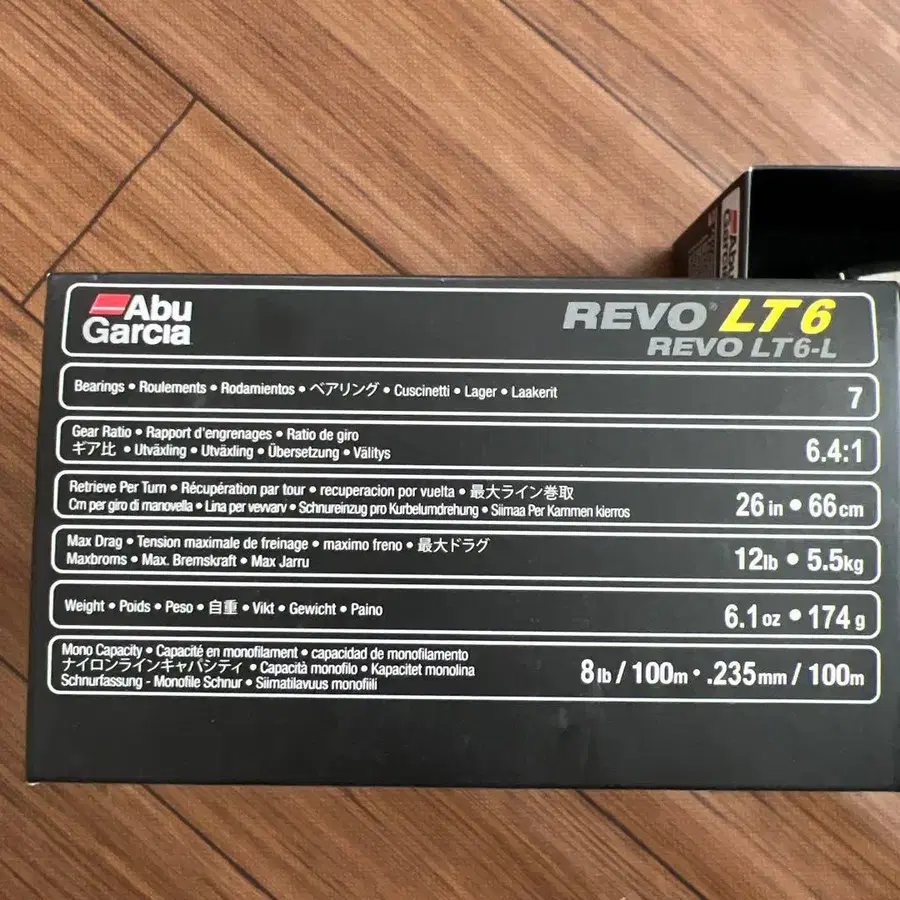 Abu
Garcia
REVO® LT6
REVO LT6-L
Bearings • Roulements • Rodamientos • ベアリング • Cuscinetti • Lager • Laakerit
7
Gear Ratio • Rapport d'engrenages • Ratio de giro
ギア比 • Utväxling • Utväxling • Übersetzung • Välitys
6.4:1
Retrieve Per Turn • Récupération par tour • recuperacion por vuelta • 最大ライン巻取
Cm per giro di manovella • Lina per vevvarv • Schnureinzug pro Kurbelumdrehung • Siimaa Per Kammen kierros
26 in • 66 cm
Max Drag • Tension maximale de freinage • maximo freno • 最大ドラグ
Maxbroms • Max. Bremskraft • Max Jarru
12lb • 5.5kg
Weight • Poids • Peso • 自重 • Vikt • Gewicht • Paino
6.1 oz • 174 g
Mono Capacity • Capacité en monofilament • capacidad de monofilamento
ナイロンラインキャパシティ • Capacità monofilo • Kapacitet monolina
Schnurfassung - Monofile Schnur • Siimatilavuus monofiili
8lb / 100m • .235mm / 100m
Abu
Garcia